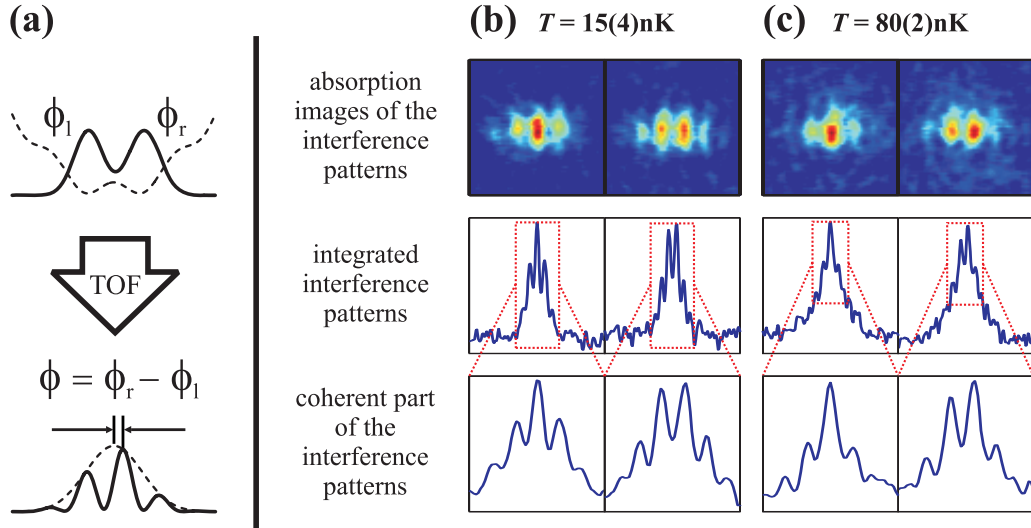 (a)
ϕl
ϕr
TOF
ϕ = ϕr − ϕl
(b) T = 15(4)nK
(c) T = 80(2)nK
absorption
images of the
interference
patterns
integrated
interference
patterns
coherent part
of the
interference
patterns